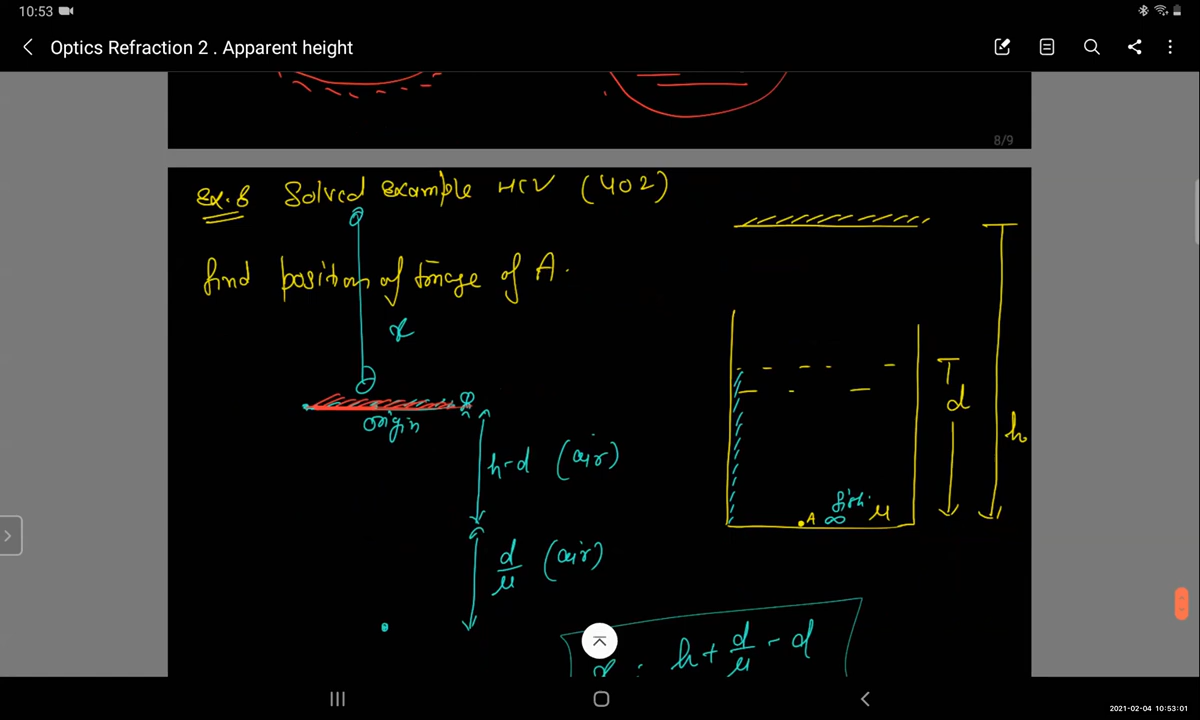 10:53
Optics Refraction 2 . Apparent height
8/9
Ex. 8 Solved Example HCV (402)
find position of image of A.
x
origin
h-d (air)
d/μ (air)
d
h
A fish μ
x = h + d/μ - d
2021-02-04 10:53:01